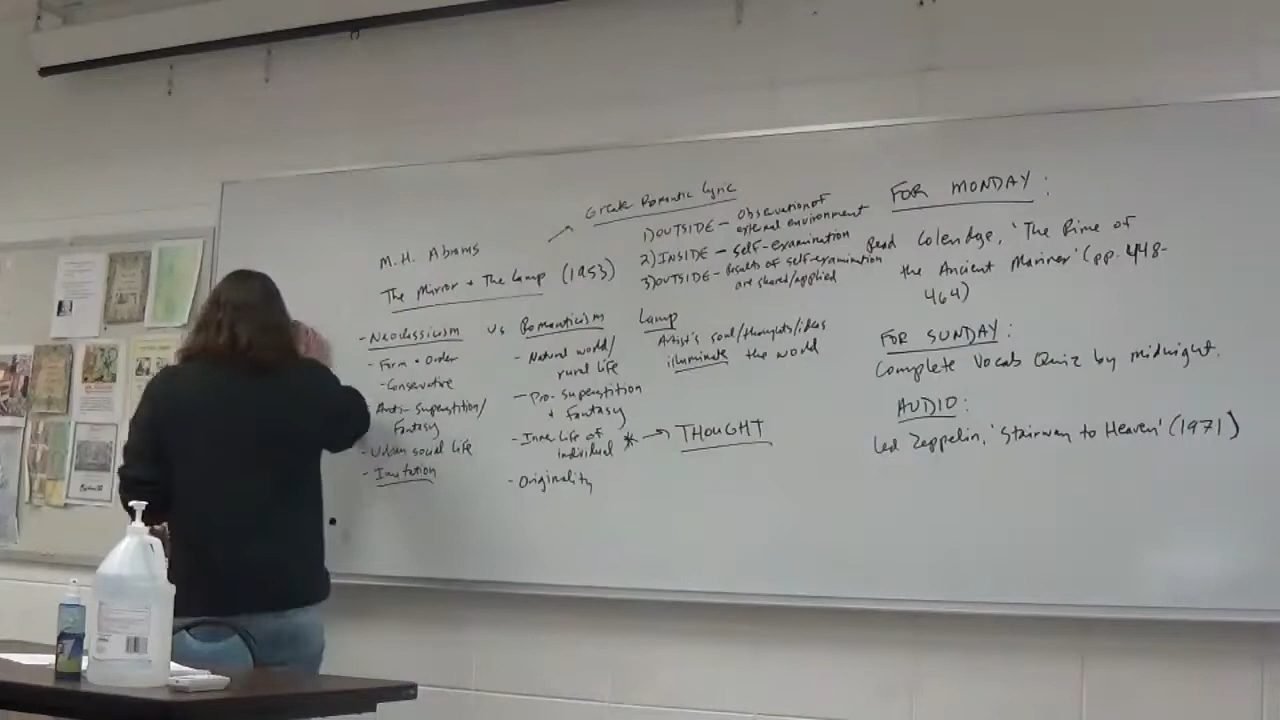 M.H. Abrams
The Mirror + The Lamp (1953)
Greater Romantic Lyric
1) OUTSIDE – Observation of
external environment
2) INSIDE – self-examination
3) OUTSIDE – Results of self-examination
are shared/applied
- Neoclassicism vs Romanticism
- Form + Order
- Conservative
Anti-Superstition/
Fantasy
- Urban social life
- Imitation
- Natural world/
rural life
- Pro-Superstition
+ Fantasy
- Inner Life of
individual * → THOUGHT
- Originality
Lamp
Artist's soul/thoughts/ideas
illuminate the world
FOR MONDAY:
Read Coleridge, 'The Rime of
the Ancient Mariner' (pp. 448-
464)
FOR SUNDAY:
Complete Vocab Quiz by midnight.
AUDIO:
Led Zeppelin, 'Stairway to Heaven' (1971)